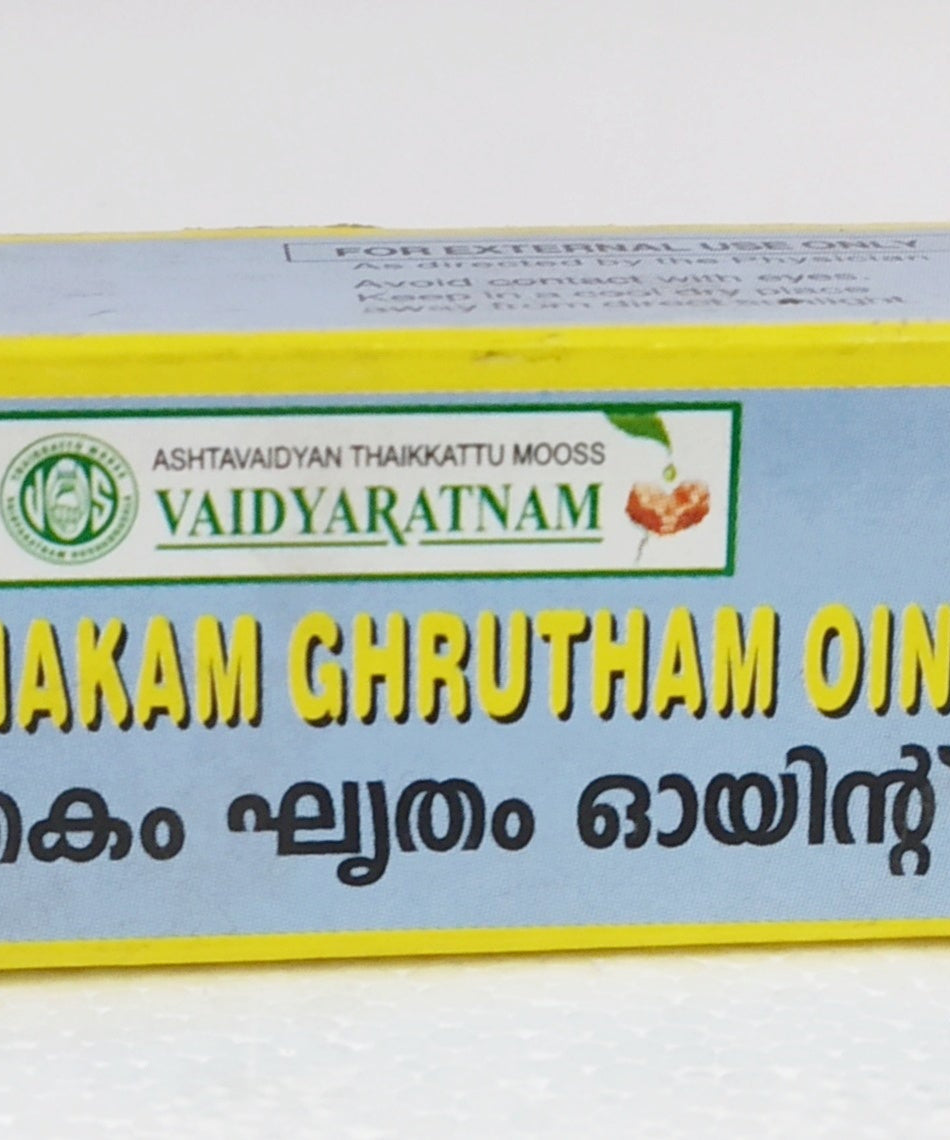 FOR EXTERNAL USE ONLY
As directed by the Physician
Avoid contact with eyes.
Keep in a cool dry place
away from direct sunlight
ASHTAVAIDYAN THAIKKATTU MOOSS
VAIDYARATNAM
AKAM GHRUTHAM OIN
കം ഘൃതം ഓയിന്റ്